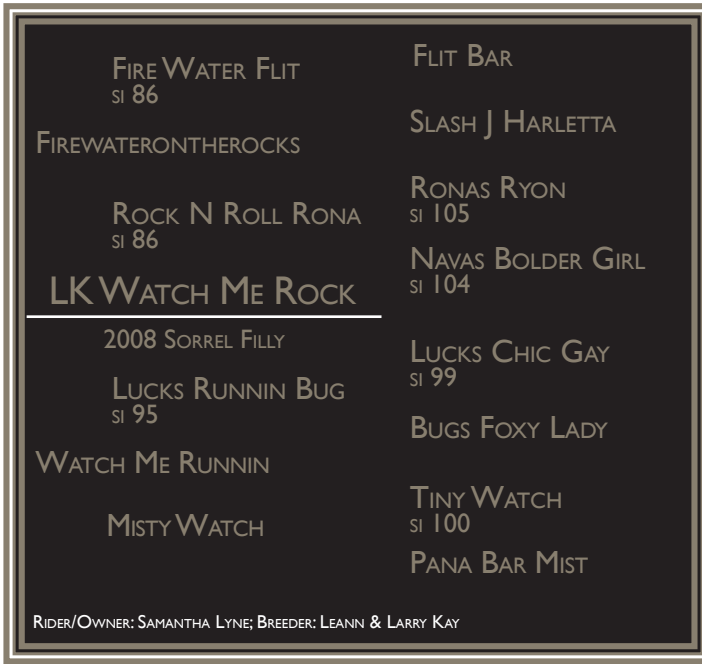 Fire Water Flit
si 86
Firewaterontherocks
Rock N Roll Rona
si 86
LK Watch Me Rock
2008 Sorrel Filly
Lucks Runnin Bug
si 95
Watch Me Runnin
Misty Watch
Flit Bar
Slash J Harletta
Ronas Ryon
si 105
Navas Bolder Girl
si 104
Lucks Chic Gay
si 99
Bugs Foxy Lady
Tiny Watch
si 100
Pana Bar Mist
Rider/Owner: Samantha Lyne; Breeder: Leann & Larry Kay